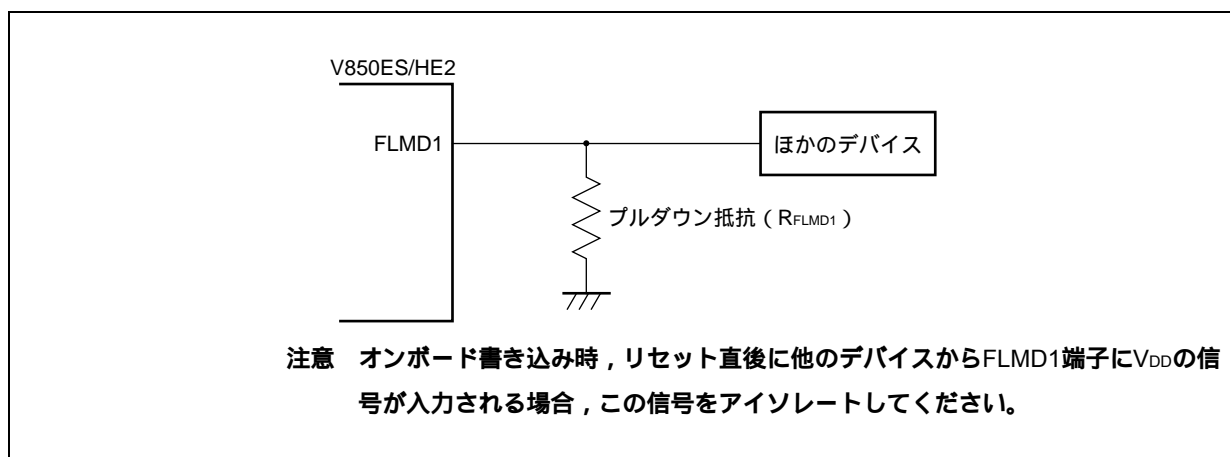 V850ES/HE2
FLMD1
ほかのデバイス
プルダウン抵抗（RFLMD1）
注意　オンボード書き込み時，リセット直後に他のデバイスからFLMD1端子にVDDの信
号が入力される場合，この信号をアイソレートしてください。